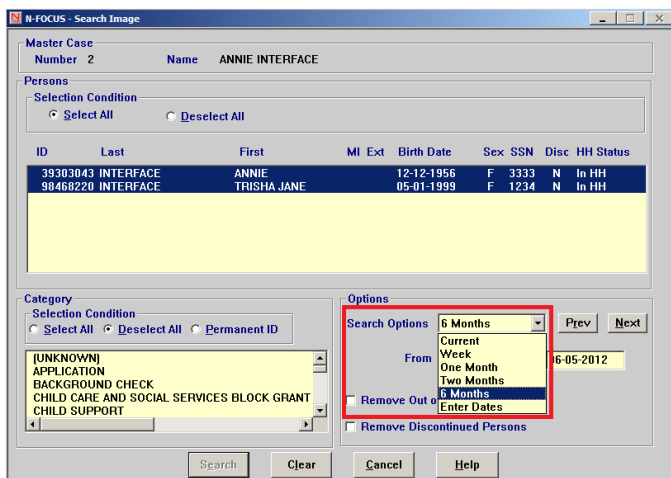 N-FOCUS - Search Image
Master Case
Number 2 Name ANNIE INTERFACE
Persons
Selection Condition
Select All Deselect All
ID Last First MI Ext Birth Date Sex SSN Disc HH Status
39303043 INTERFACE ANNIE 12-12-1956 F 3333 N In HH
98468220 INTERFACE TRISHA JANE 05-01-1999 F 1234 N In HH
Category
Selection Condition
Select All Deselect All Permanent ID
(UNKNOWN)
APPLICATION
BACKGROUND CHECK
CHILD CARE AND SOCIAL SERVICES BLOCK GRANT
CHILD SUPPORT
Options
Search Options 6 Months Prev Next
Current
Week
One Month
Two Months
6 Months
Enter Dates
From 06-05-2012
Remove Out o
Remove Discontinued Persons
Search Clear Cancel Help